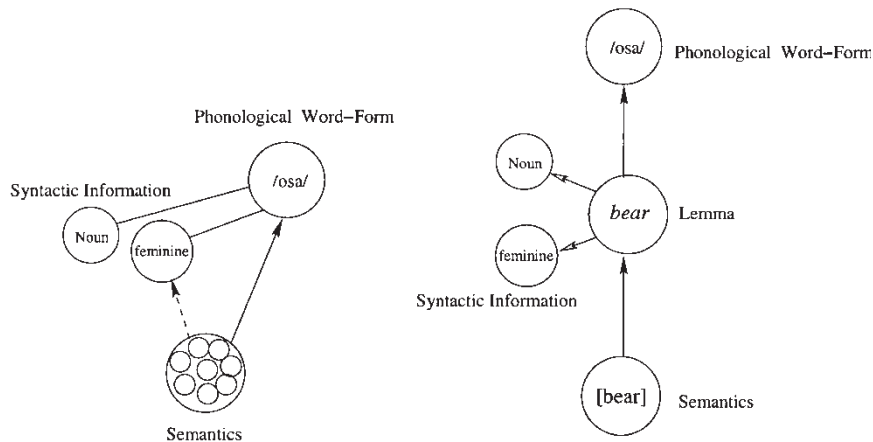 Phonological Word-Form
/osa/
Syntactic Information
Noun
feminine
Semantics
/osa/
Phonological Word-Form
Noun
bear
Lemma
feminine
Syntactic Information
[bear]
Semantics